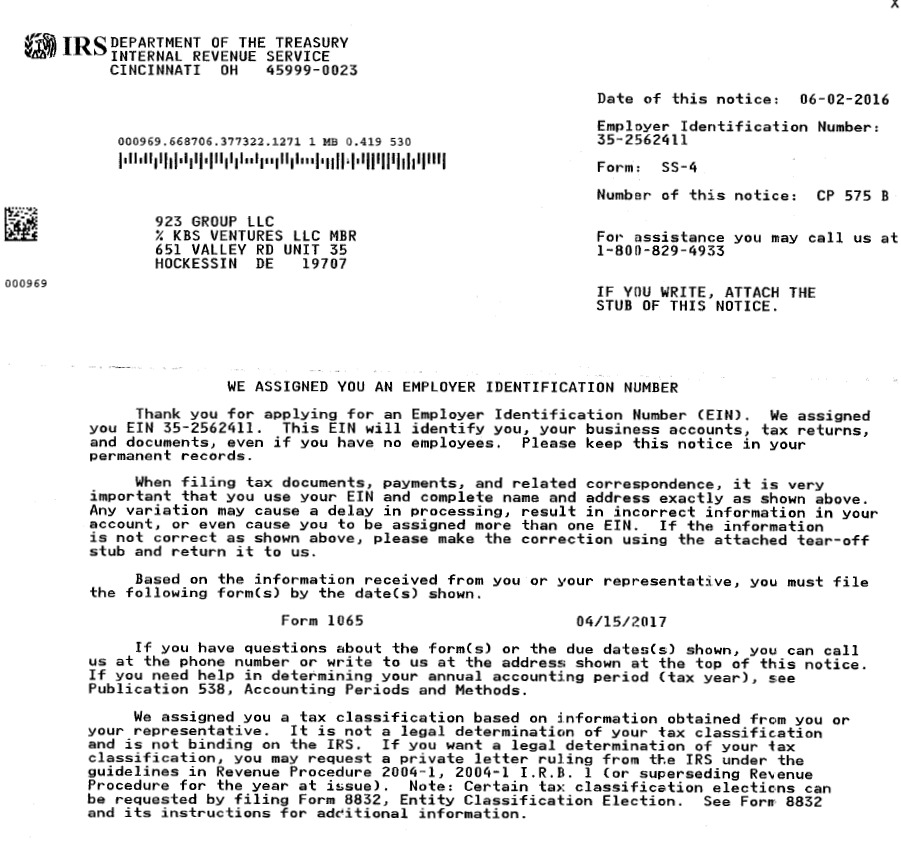 X
IRS DEPARTMENT OF THE TREASURY
INTERNAL REVENUE SERVICE
CINCINNATI OH 45999-0023
Date of this notice: 06-02-2016
Employer Identification Number:
35-2562411
Form: SS-4
Number of this notice: CP 575 B
For assistance you may call us at
1-800-829-4933
IF YOU WRITE, ATTACH THE
STUB OF THIS NOTICE.
000969.668706.377322.1271 1 MB 0.419 530
923 GROUP LLC
% KBS VENTURES LLC MBR
651 VALLEY RD UNIT 35
HOCKESSIN DE 19707
000969
WE ASSIGNED YOU AN EMPLOYER IDENTIFICATION NUMBER
Thank you for applying for an Employer Identification Number (EIN). We assigned
you EIN 35-2562411. This EIN will identify you, your business accounts, tax returns,
and documents, even if you have no employees. Please keep this notice in your
permanent records.
When filing tax documents, payments, and related correspondence, it is very
important that you use your EIN and complete name and address exactly as shown above.
Any variation may cause a delay in processing, result in incorrect information in your
account, or even cause you to be assigned more than one EIN. If the information
is not correct as shown above, please make the correction using the attached tear-off
stub and return it to us.
Based on the information received from you or your representative, you must file
the following form(s) by the date(s) shown.
Form 1065 04/15/2017
If you have questions about the form(s) or the due dates(s) shown, you can call
us at the phone number or write to us at the address shown at the top of this notice.
If you need help in determining your annual accounting period (tax year), see
Publication 538, Accounting Periods and Methods.
We assigned you a tax classification based on information obtained from you or
your representative. It is not a legal determination of your tax classification
and is not binding on the IRS. If you want a legal determination of your tax
classification, you may request a private letter ruling from the IRS under the
guidelines in Revenue Procedure 2004-1, 2004-1 I.R.B. 1 (or superseding Revenue
Procedure for the year at issue). Note: Certain tax classification elections can
be requested by filing Form 8832, Entity Classification Election. See Form 8832
and its instructions for additional information.